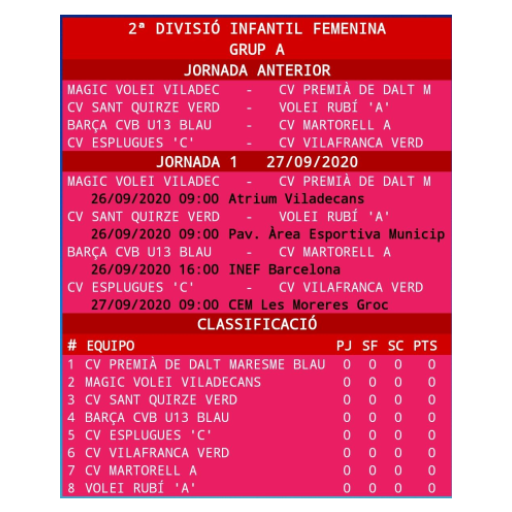 2ª DIVISIÓ INFANTIL FEMENINA
GRUP A
JORNADA ANTERIOR
MAGIC VOLEI VILADEC - CV PREMIÀ DE DALT M
CV SANT QUIRZE VERD - VOLEI RUBÍ 'A'
BARÇA CVB U13 BLAU - CV MARTORELL A
CV ESPLUGUES 'C' - CV VILAFRANCA VERD
JORNADA 1 27/09/2020
MAGIC VOLEI VILADEC - CV PREMIÀ DE DALT M
26/09/2020 09:00 Atrium Viladecans
CV SANT QUIRZE VERD - VOLEI RUBÍ 'A'
26/09/2020 09:00 Pav. Àrea Esportiva Municip
BARÇA CVB U13 BLAU - CV MARTORELL A
26/09/2020 16:00 INEF Barcelona
CV ESPLUGUES 'C' - CV VILAFRANCA VERD
27/09/2020 09:00 CEM Les Moreres Groc
CLASSIFICACIÓ
# EQUIPO PJ SF SC PTS
1 CV PREMIÀ DE DALT MARESME BLAU 0 0 0 0
2 MAGIC VOLEI VILADECANS 0 0 0 0
3 CV SANT QUIRZE VERD 0 0 0 0
4 BARÇA CVB U13 BLAU 0 0 0 0
5 CV ESPLUGUES 'C' 0 0 0 0
6 CV VILAFRANCA VERD 0 0 0 0
7 CV MARTORELL A 0 0 0 0
8 VOLEI RUBÍ 'A' 0 0 0 0